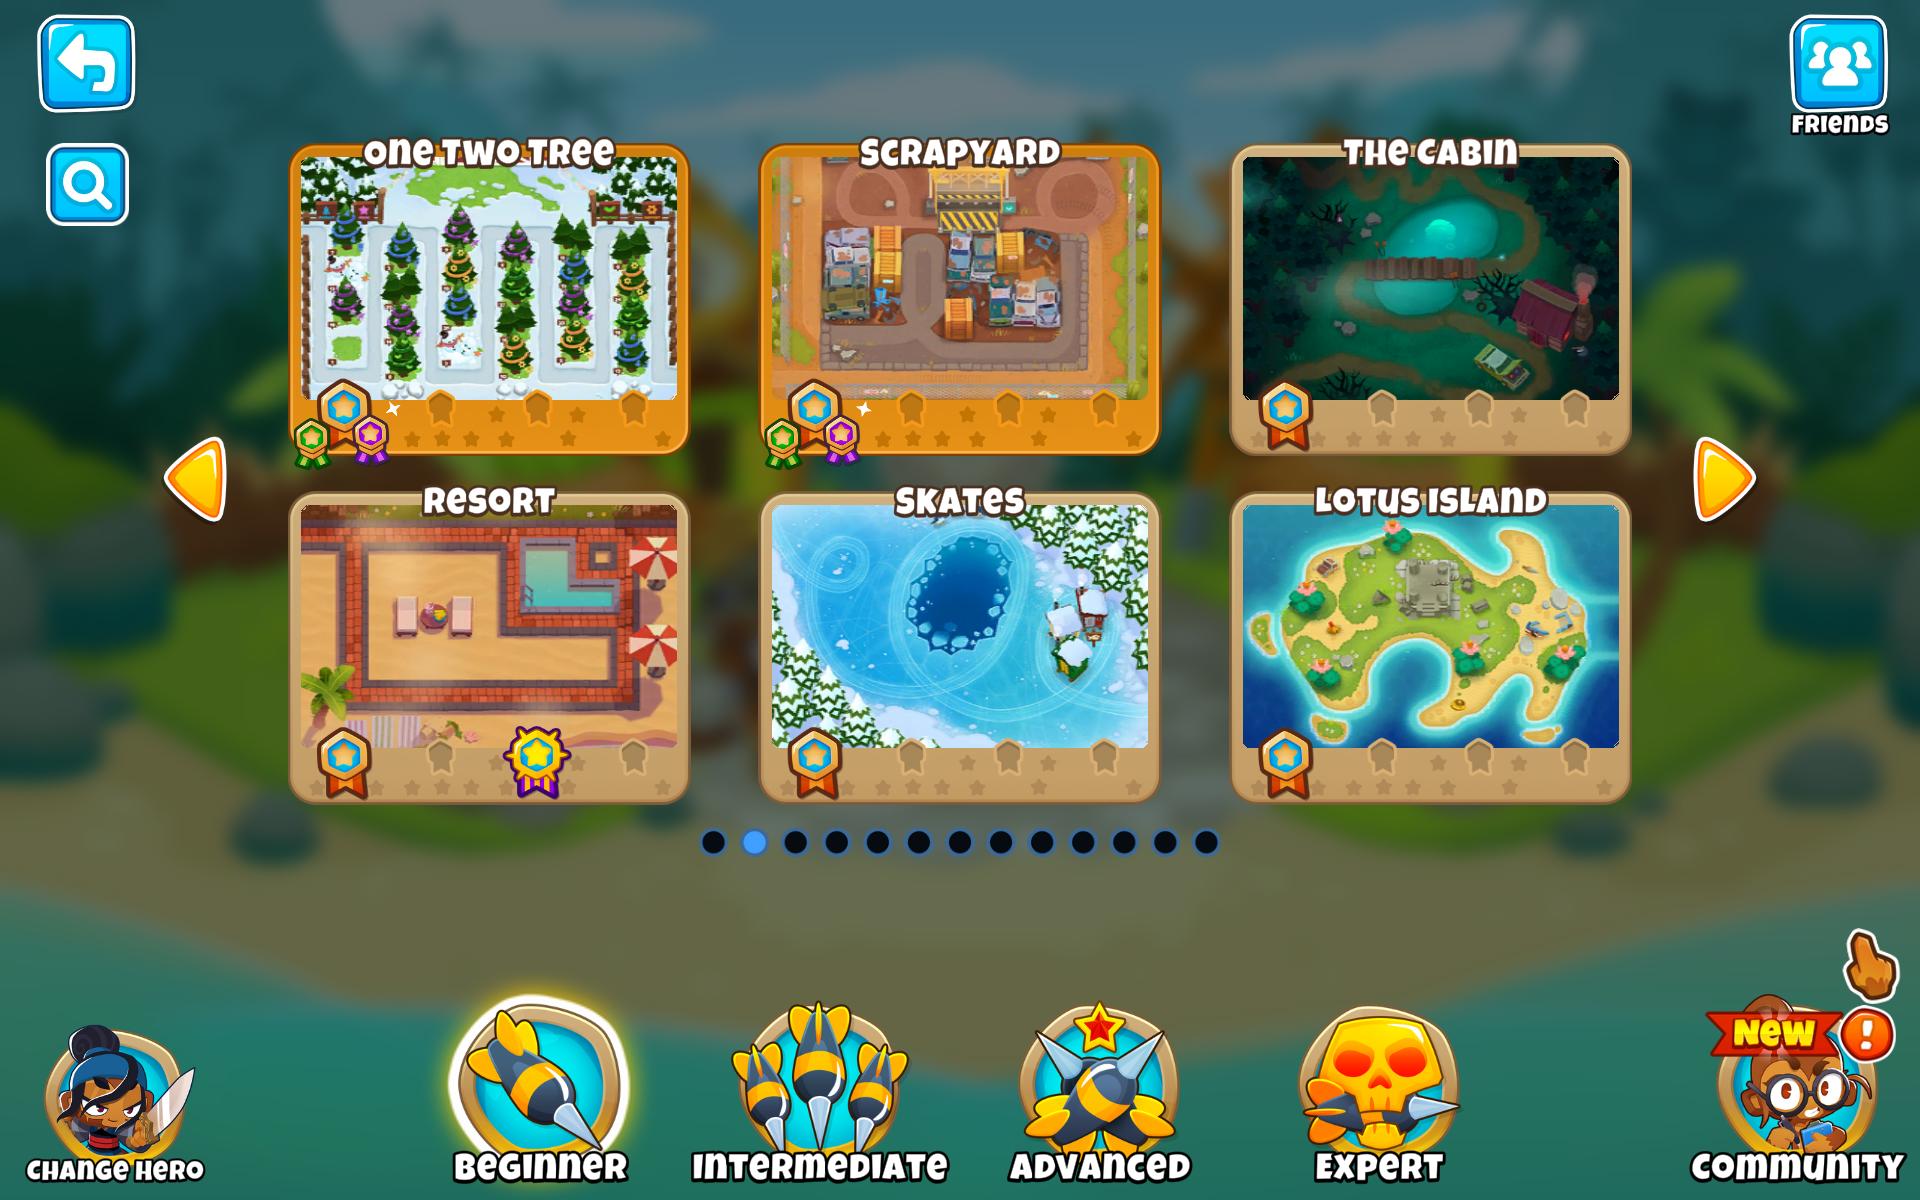 FRIENDS
One Two Tree
Scrapyard
The Cabin
Resort
Skates
Lotus Island
New
!
Change Hero
Beginner
Intermediate
Advanced
Expert
Community